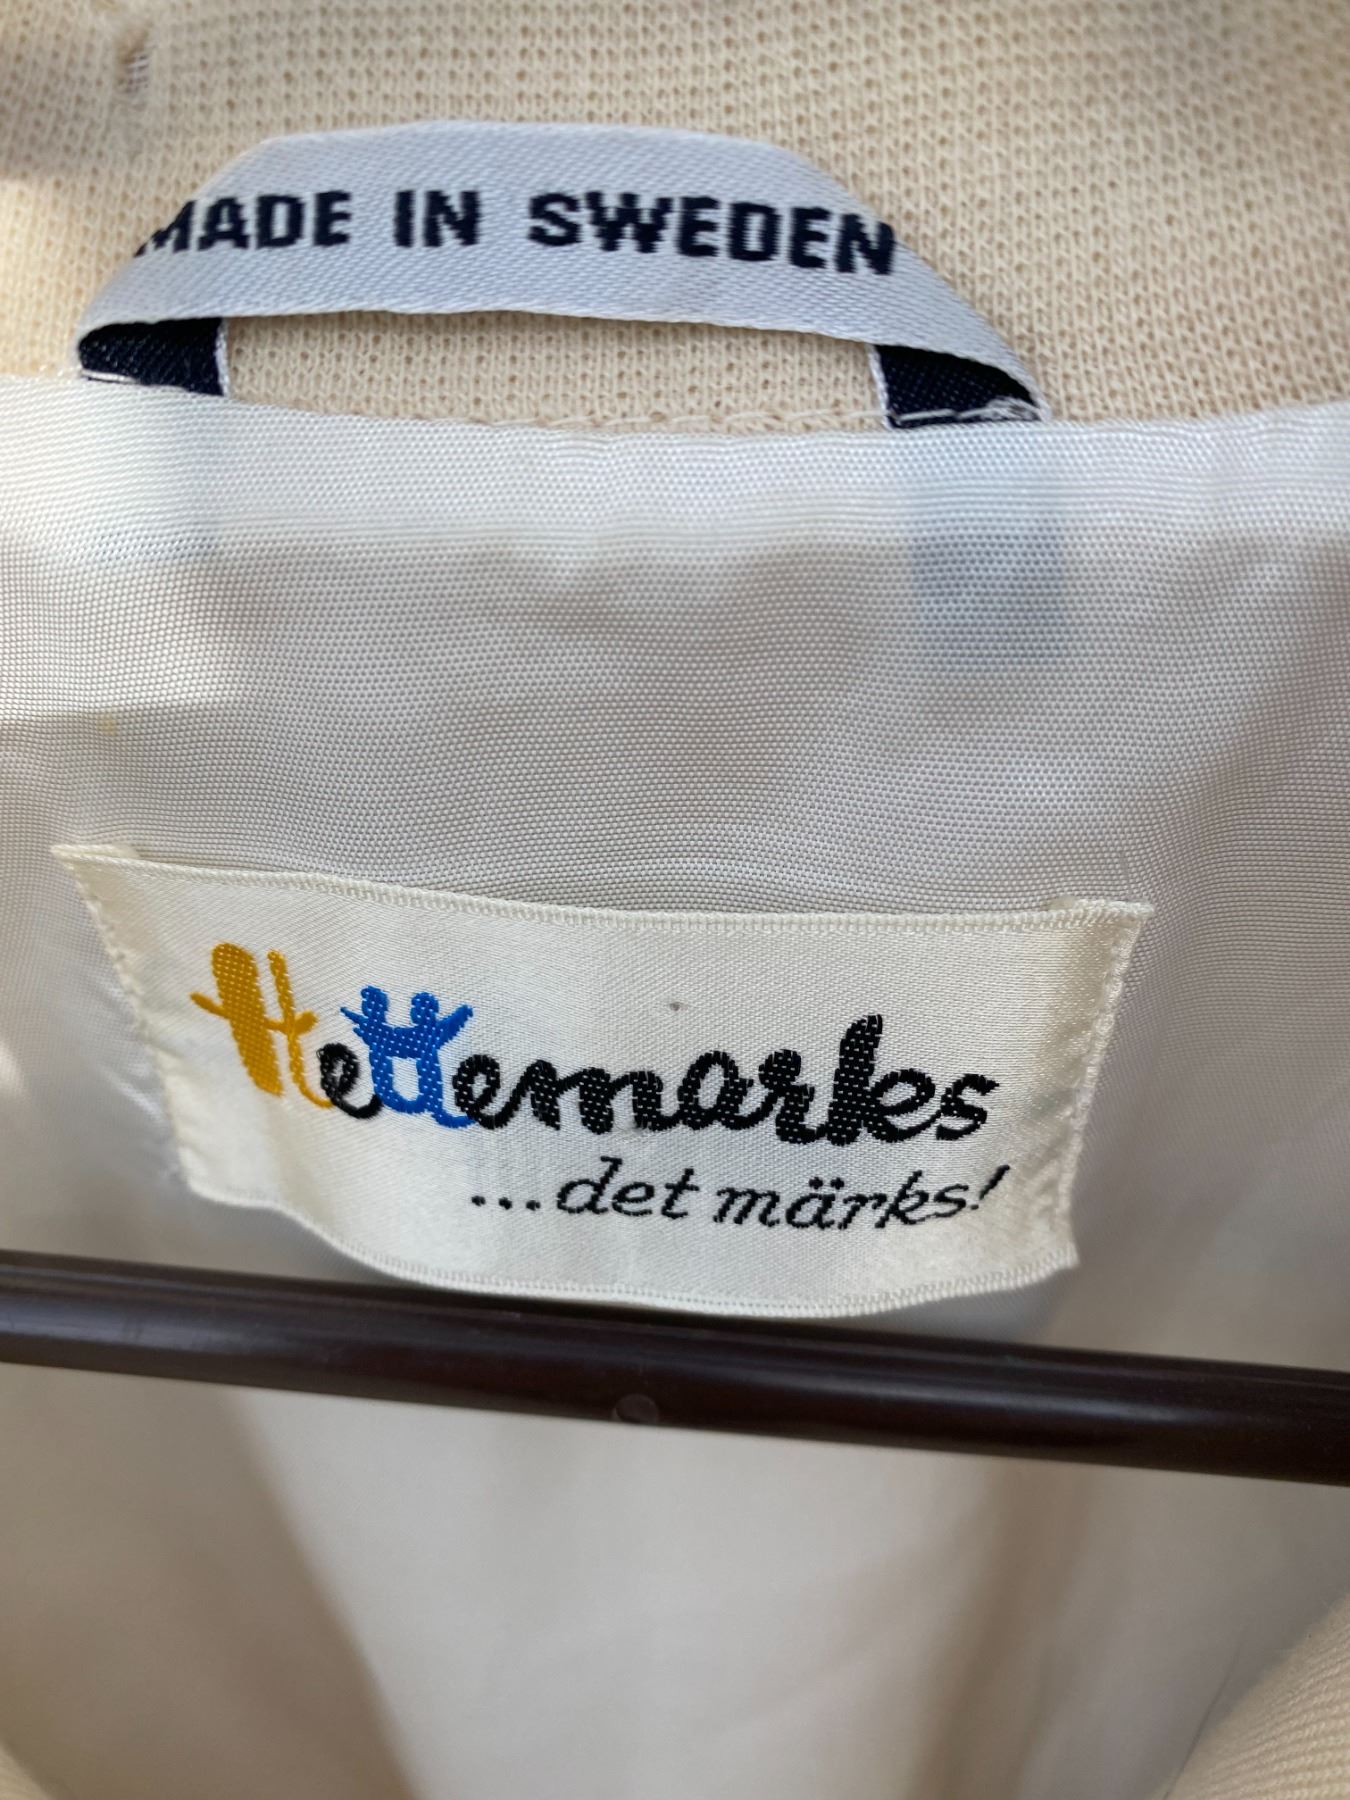 MADE IN SWEDEN
Hettemarks
...det märks!